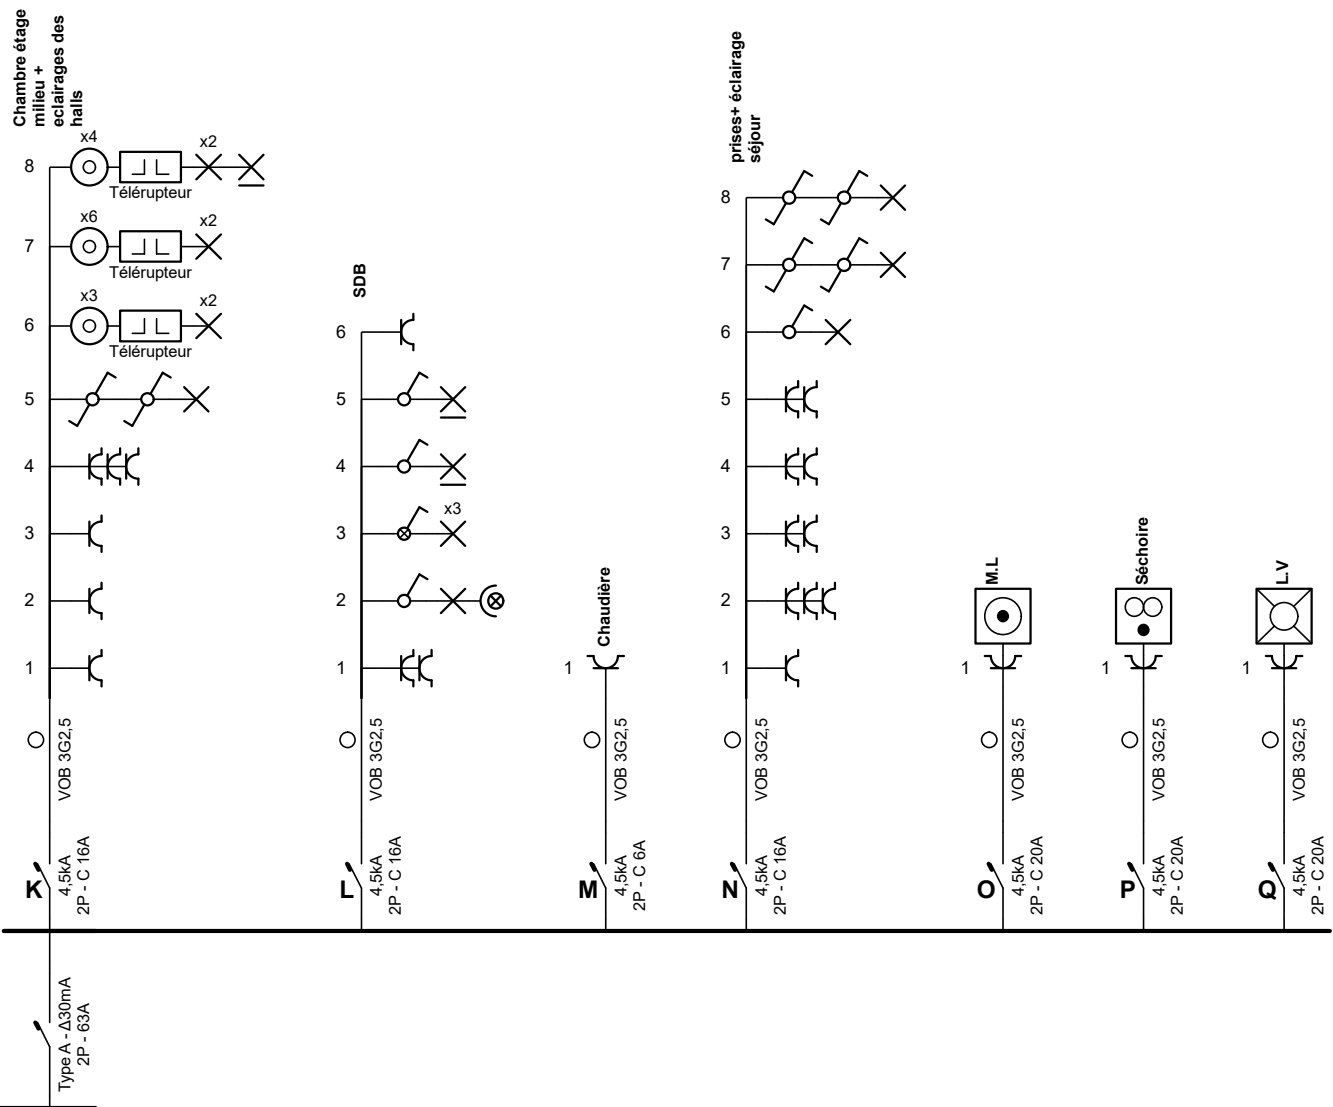 Chambre étage
milieu +
eclairages des
halls
8
x4
Télérupteur
x2
7
x6
Télérupteur
x2
6
x3
Télérupteur
x2
5
4
3
2
1
VOB 3G2,5
K
4,5kA
2P - C 16A
Type A - Δ30mA
2P - 63A
SDB
6
5
4
3
x3
2
1
VOB 3G2,5
L
4,5kA
2P - C 16A
Chaudière
1
VOB 3G2,5
M
4,5kA
2P - C 6A
prises+ éclairage
séjour
8
7
6
5
4
3
2
1
VOB 3G2,5
N
4,5kA
2P - C 16A
M.L
1
VOB 3G2,5
O
4,5kA
2P - C 20A
Séchoire
1
VOB 3G2,5
P
4,5kA
2P - C 20A
L.V
1
VOB 3G2,5
Q
4,5kA
2P - C 20A